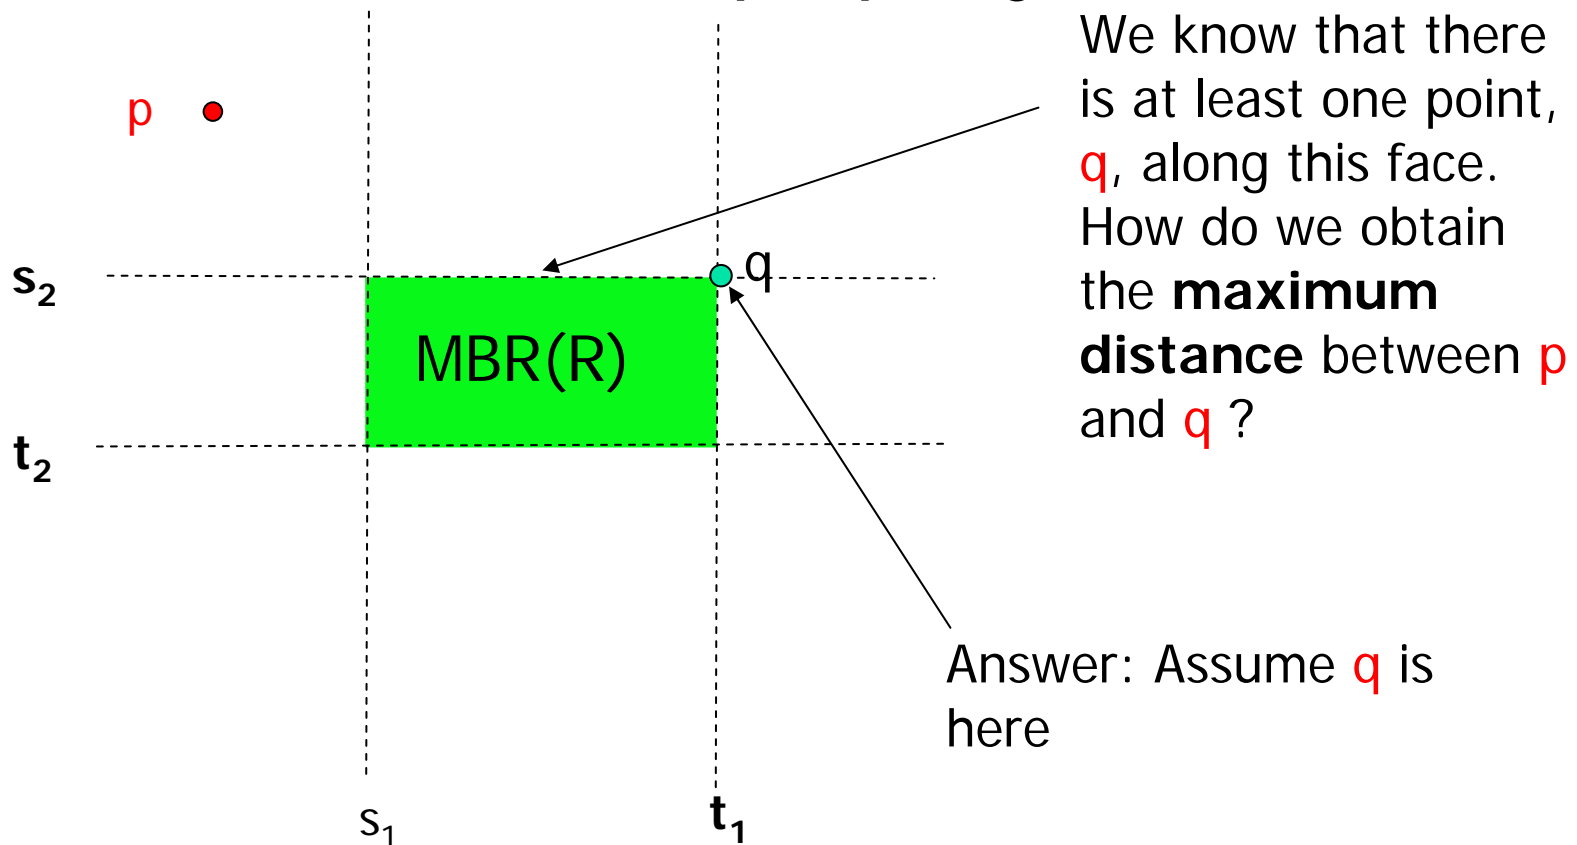 We know that there
is at least one point,
q, along this face.
How do we obtain
the maximum
distance between p
and q ?
p
q
s2
MBR(R)
t2
Answer: Assume q is
here
s1
t1